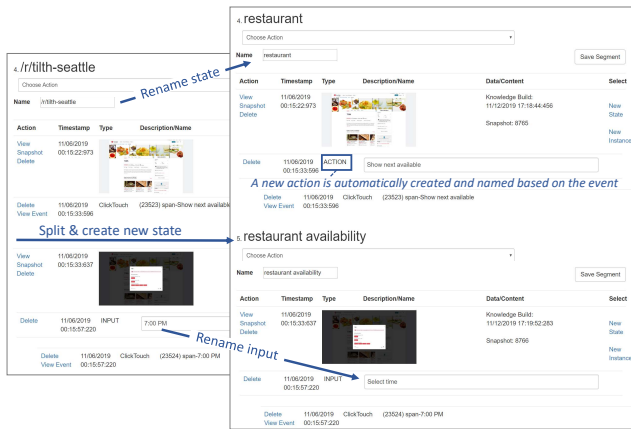 4. /r/tilth-seattle
Choose Action
Name /r/tilth-seattle
Action Timestamp Type Description/Name
View Snapshot Delete 11/06/2019 00:15:22:973
Delete View Event 11/06/2019 00:15:33:596 ClickTouch (23523) span-Show next available
Split & create new state
View Snapshot Delete 11/06/2019 00:15:33:637
Delete 11/06/2019 00:15:57:220 INPUT 7:00 PM
Delete View Event 11/06/2019 00:15:57:220 ClickTouch (23524) span-7:00 PM
Rename state
Rename input
4. restaurant
Choose Action
Name restaurant Save Segment
Action Timestamp Type Description/Name Data/Content Select
View Snapshot Delete 11/06/2019 00:15:22:973 Knowledge Build: 11/12/2019 17:18:44:456 Snapshot: 8765 New State New Instance
Delete 11/06/2019 00:15:33:596 ACTION Show next available
A new action is automatically created and named based on the event
Delete View Event 11/06/2019 00:15:33:596 ClickTouch (23523) span-Show next available
5. restaurant availability
Choose Action
Name restaurant availability Save Segment
Action Timestamp Type Description/Name Data/Content Select
View Snapshot Delete 11/06/2019 00:15:33:637 Knowledge Build: 11/12/2019 17:19:52:283 Snapshot: 8766 New State New Instance
Delete 11/06/2019 00:15:57:220 INPUT Select time
Delete View Event 11/06/2019 00:15:57:220 ClickTouch (23524) span-7:00 PM